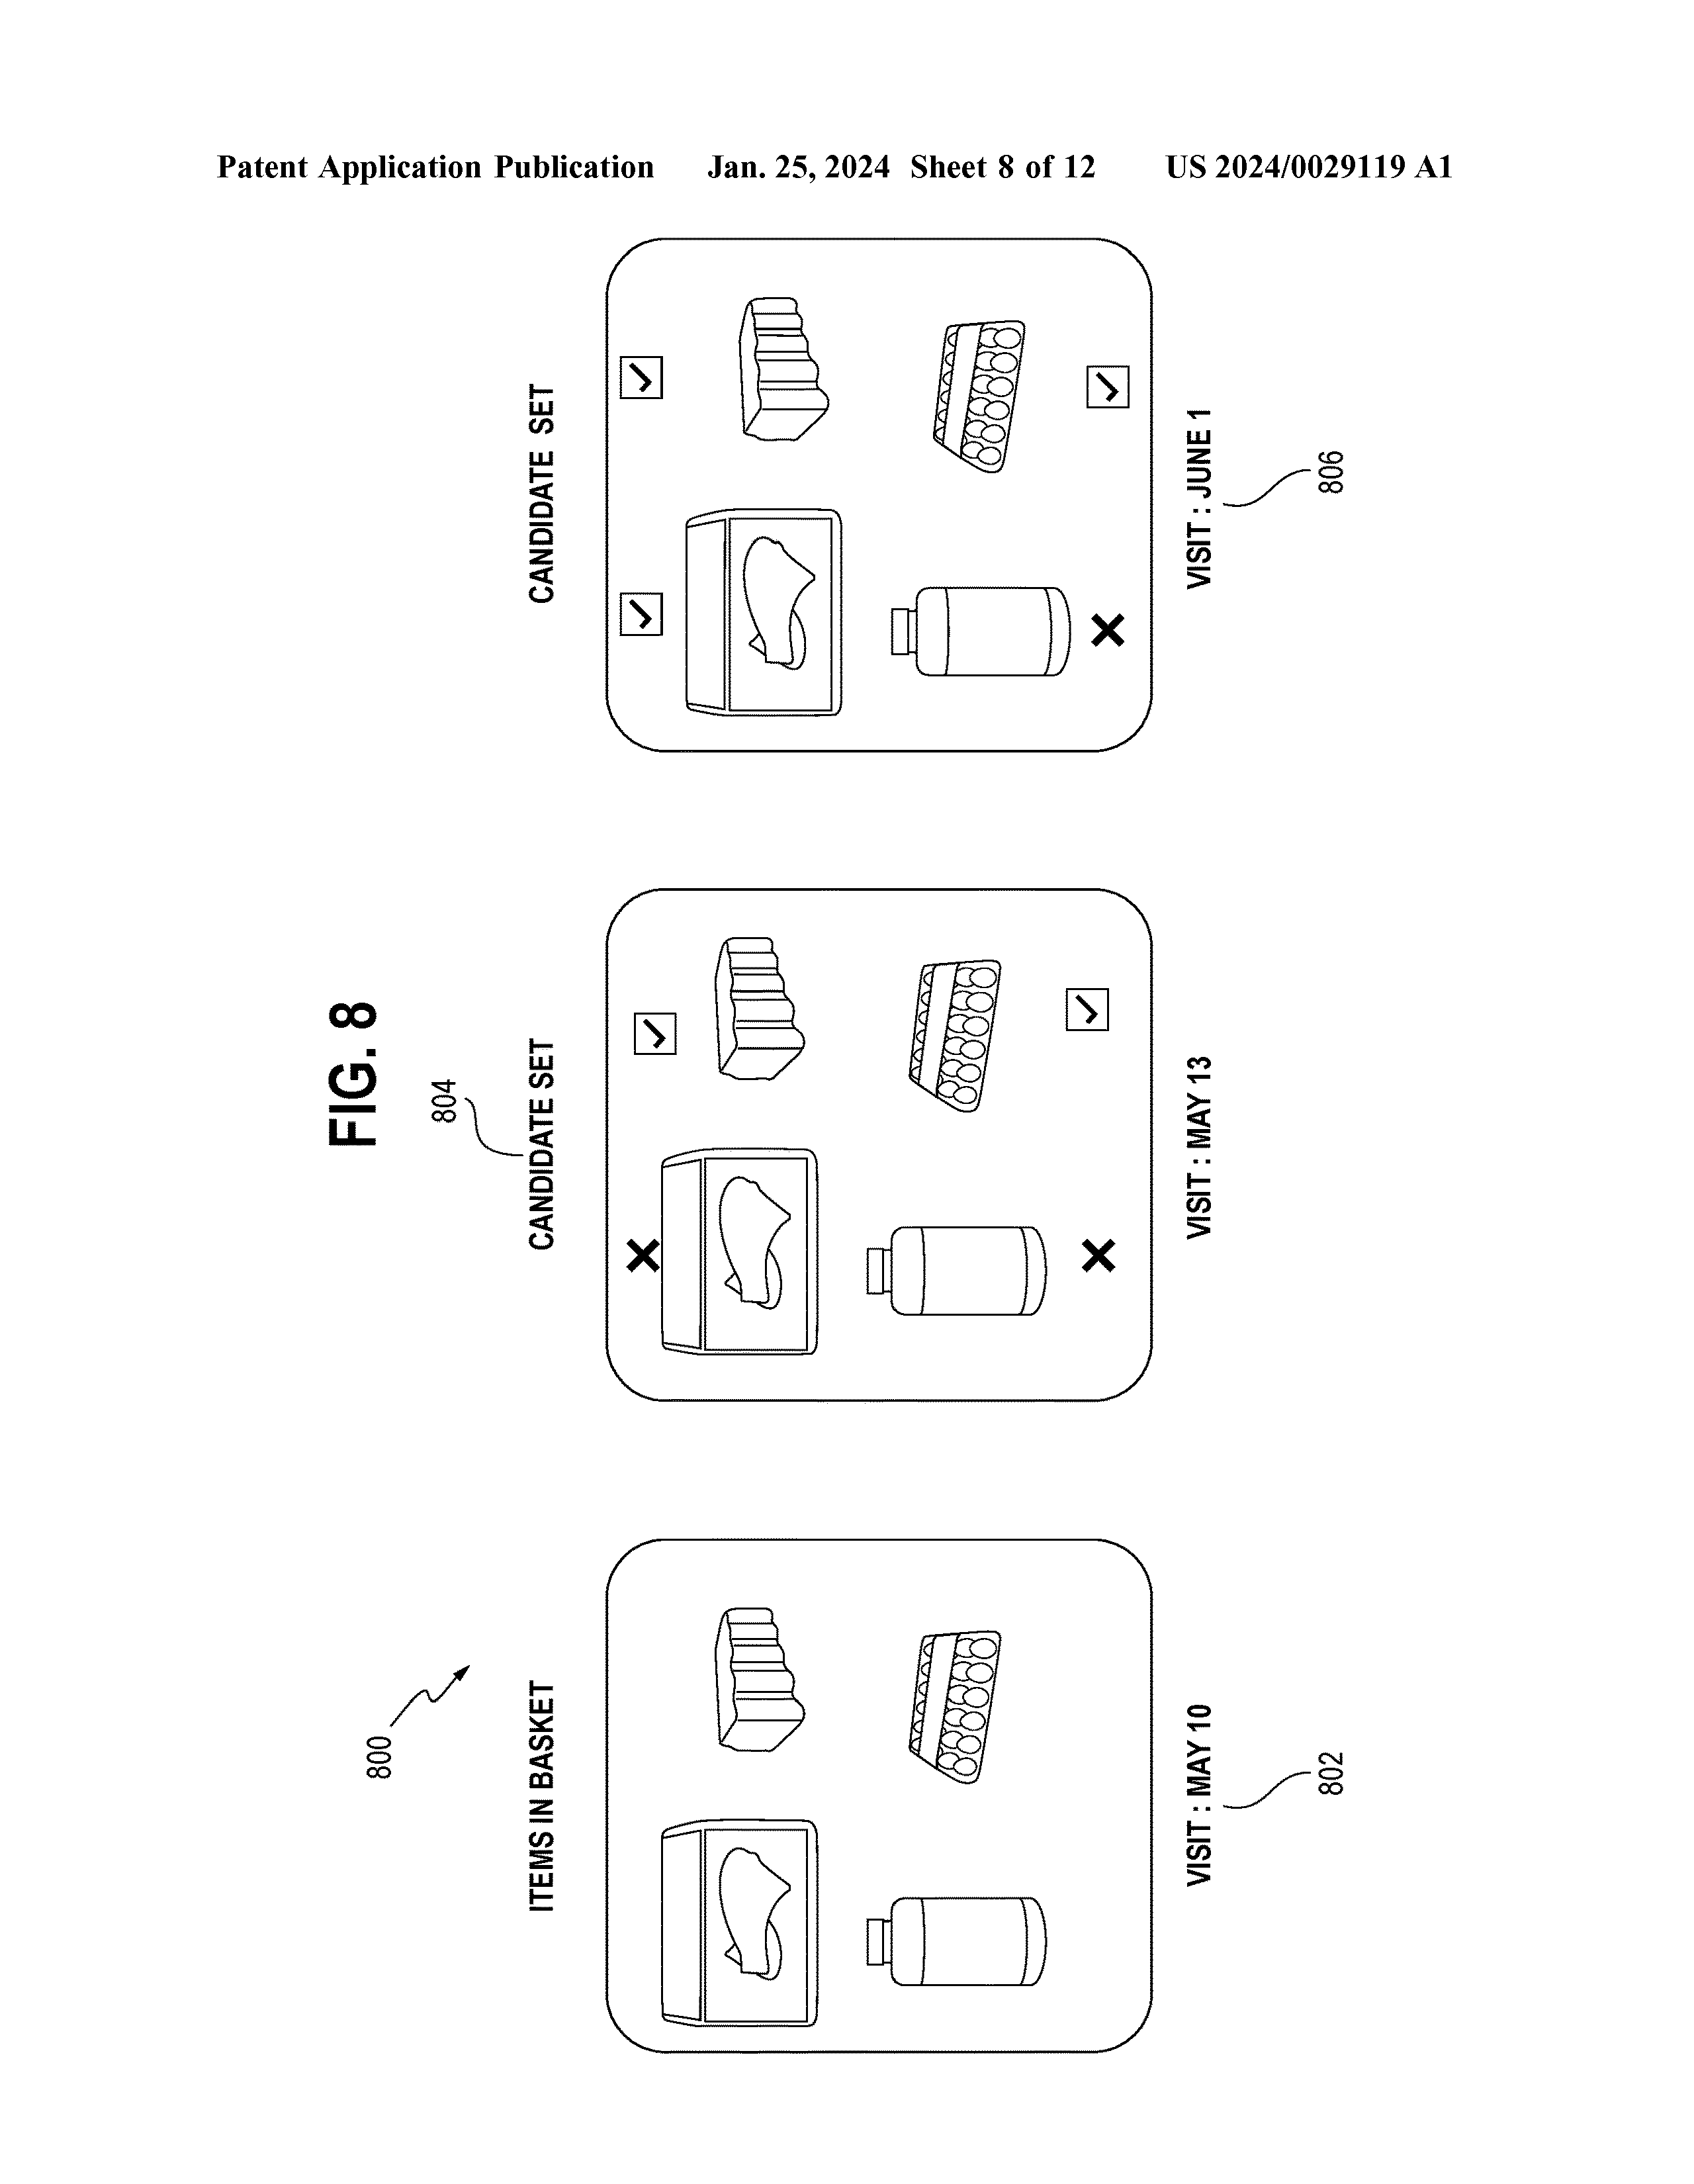 Patent Application Publication Jan. 25, 2024 Sheet 8 of 12 US 2024/0029119 A1
FIG. 8
800
804
ITEMS IN BASKET
CANDIDATE SET
CANDIDATE SET
VISIT : MAY 10
VISIT : MAY 13
VISIT : JUNE 1
802
806